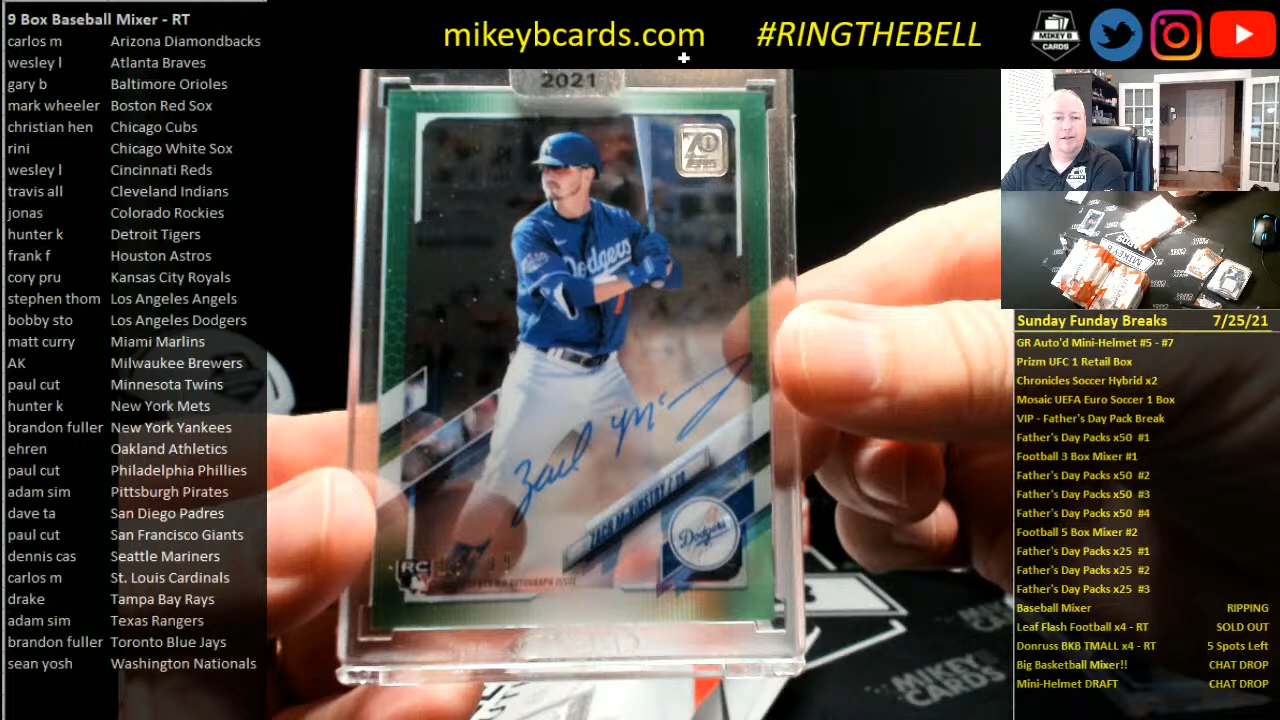 9 Box Baseball Mixer - RT
carlos m Arizona Diamondbacks
wesley l Atlanta Braves
gary b Baltimore Orioles
mark wheeler Boston Red Sox
christian hen Chicago Cubs
rini Chicago White Sox
wesley l Cincinnati Reds
travis all Cleveland Indians
jonas Colorado Rockies
hunter k Detroit Tigers
frank f Houston Astros
cory pru Kansas City Royals
stephen thom Los Angeles Angels
bobby sto Los Angeles Dodgers
matt curry Miami Marlins
AK Milwaukee Brewers
paul cut Minnesota Twins
hunter k New York Mets
brandon fuller New York Yankees
ehren Oakland Athletics
paul cut Philadelphia Phillies
adam sim Pittsburgh Pirates
dave ta San Diego Padres
paul cut San Francisco Giants
dennis cas Seattle Mariners
carlos m St. Louis Cardinals
drake Tampa Bay Rays
adam sim Texas Rangers
brandon fuller Toronto Blue Jays
sean yosh Washington Nationals
mikeybcards.com #RINGTHEBELL
MIKEY B
CARDS
2021
70
Dodgers
ZACH McKINSTRY / IF
Dodgers
RC
MIKEY
CARDS
Sunday Funday Breaks 7/25/21
GR Auto'd Mini-Helmet #5 - #7
Prizm UFC 1 Retail Box
Chronicles Soccer Hybrid x2
Mosaic UEFA Euro Soccer 1 Box
VIP - Father's Day Pack Break
Father's Day Packs x50 #1
Football 3 Box Mixer #1
Father's Day Packs x50 #2
Father's Day Packs x50 #3
Father's Day Packs x50 #4
Football 5 Box Mixer #2
Father's Day Packs x25 #1
Father's Day Packs x25 #2
Father's Day Packs x25 #3
Baseball Mixer RIPPING
Leaf Flash Football x4 - RT SOLD OUT
Donruss BKB TMALL x4 - RT 5 Spots Left
Big Basketball Mixer!! CHAT DROP
Mini-Helmet DRAFT CHAT DROP